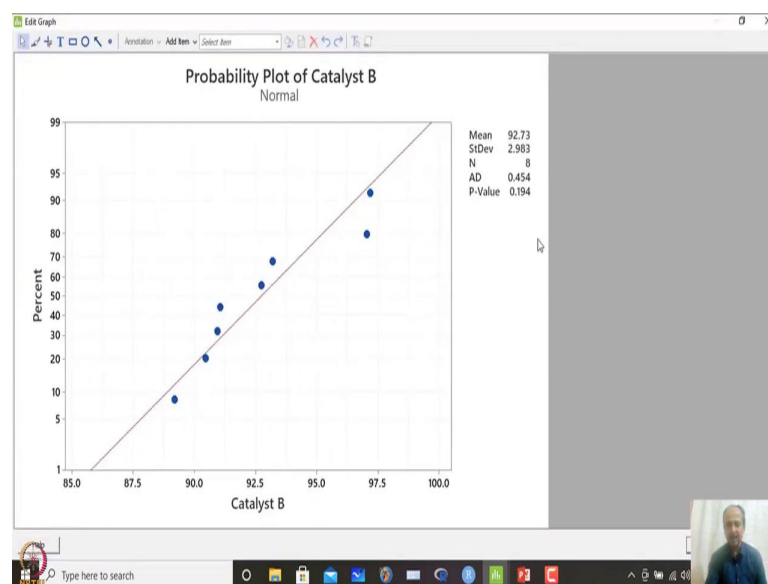 Edit Graph
T Annotation Add Item Select Item
Probability Plot of Catalyst B
Normal
Mean 92.73
StDev 2.983
N 8
AD 0.454
P-Value 0.194
99
95
90
80
70
60
50
40
30
20
10
5
1
Percent
85.0 87.5 90.0 92.5 95.0 97.5 100.0
Catalyst B
Type here to search